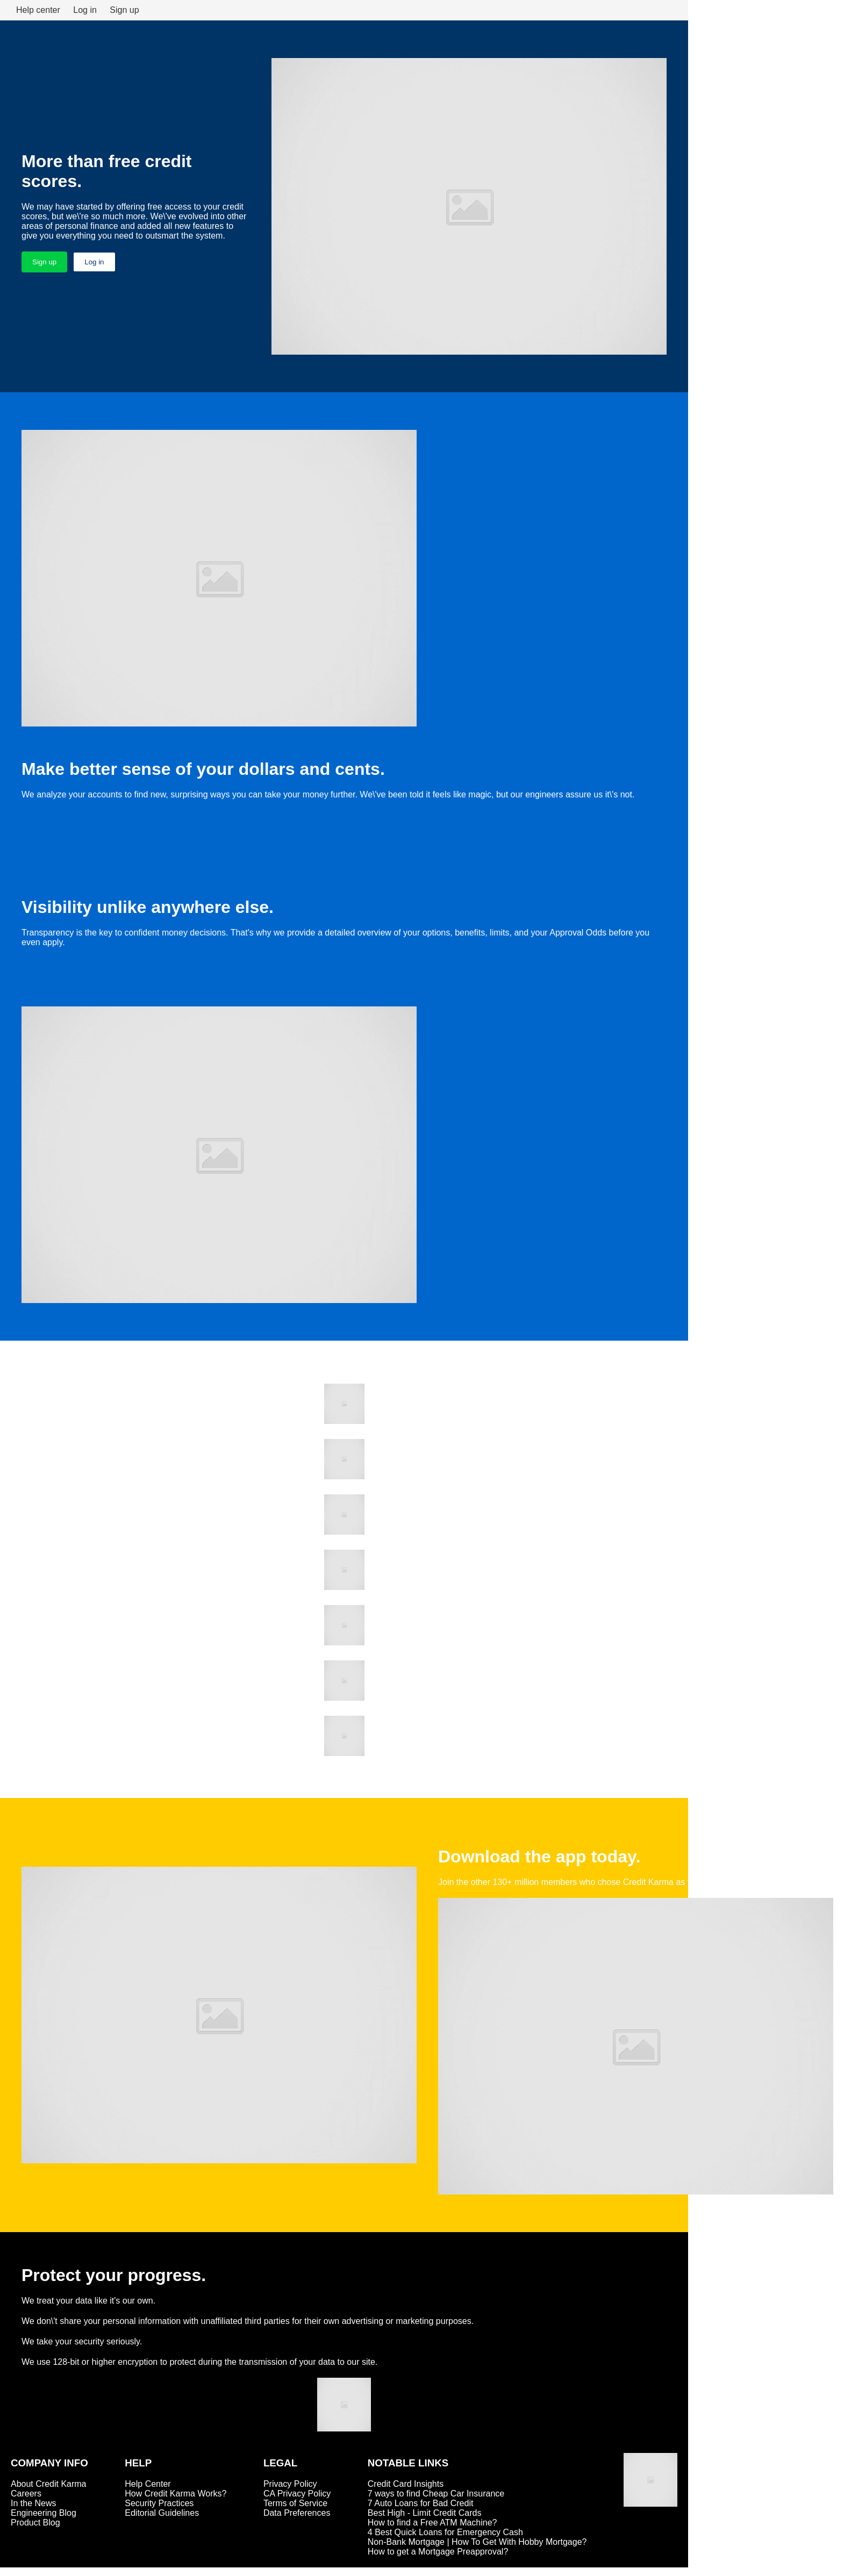 Help center Log in Sign up
More than free credit
scores.
We may have started by offering free access to your credit
scores, but we\'re so much more. We\'ve evolved into other
areas of personal finance and added all new features to
give you everything you need to outsmart the system.
Sign up Log in
Make better sense of your dollars and cents.
We analyze your accounts to find new, surprising ways you can take your money further. We\'ve been told it feels like magic, but our engineers assure us it\'s not.
Visibility unlike anywhere else.
Transparency is the key to confident money decisions. That's why we provide a detailed overview of your options, benefits, limits, and your Approval Odds before you
even apply.
Download the app today.
Join the other 130+ million members who chose Credit Karma as
Protect your progress.
We treat your data like it's our own.
We don\'t share your personal information with unaffiliated third parties for their own advertising or marketing purposes.
We take your security seriously.
We use 128-bit or higher encryption to protect during the transmission of your data to our site.
COMPANY INFO
About Credit Karma
Careers
In the News
Engineering Blog
Product Blog
HELP
Help Center
How Credit Karma Works?
Security Practices
Editorial Guidelines
LEGAL
Privacy Policy
CA Privacy Policy
Terms of Service
Data Preferences
NOTABLE LINKS
Credit Card Insights
7 ways to find Cheap Car Insurance
7 Auto Loans for Bad Credit
Best High - Limit Credit Cards
How to find a Free ATM Machine?
4 Best Quick Loans for Emergency Cash
Non-Bank Mortgage | How To Get With Hobby Mortgage?
How to get a Mortgage Preapproval?